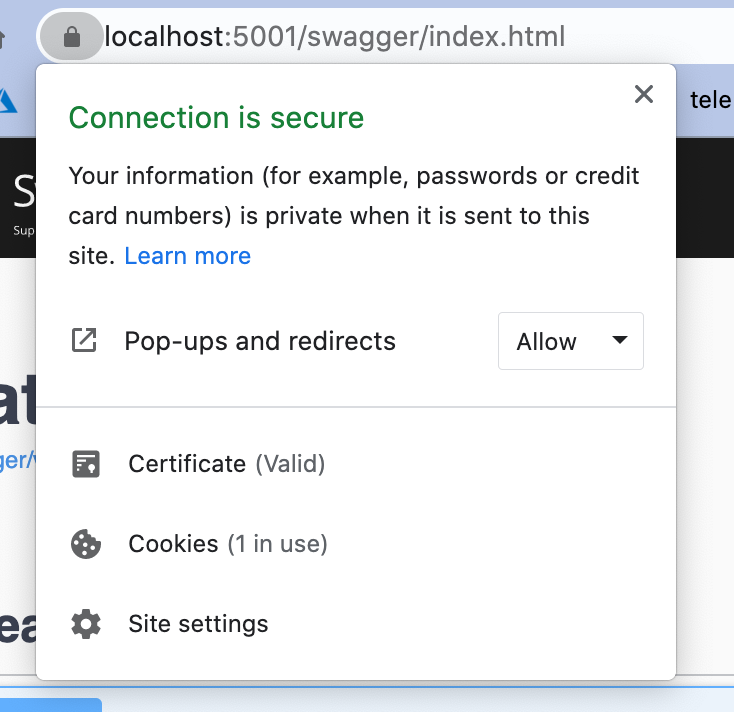 localhost:5001/swagger/index.html
tele
Connection is secure
Your information (for example, passwords or credit
card numbers) is private when it is sent to this
site. Learn more
Sup
Pop-ups and redirects Allow
at
ger/
Certificate (Valid)
Cookies (1 in use)
Site settings
ea